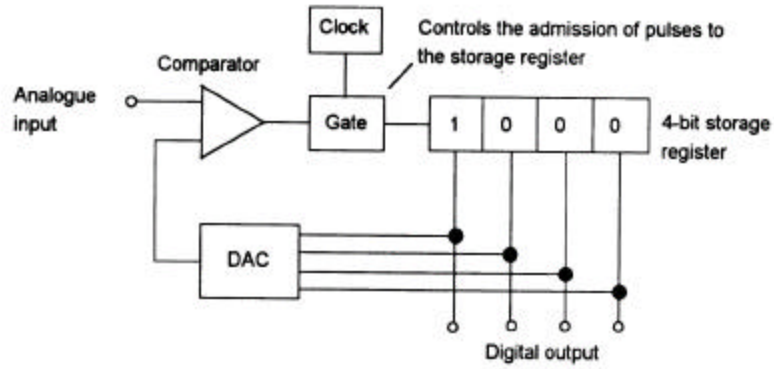 Clock
Controls the admission of pulses to
the storage register
Comparator
Analogue
input
Gate
1 0 0 0
4-bit storage
register
DAC
Digital output